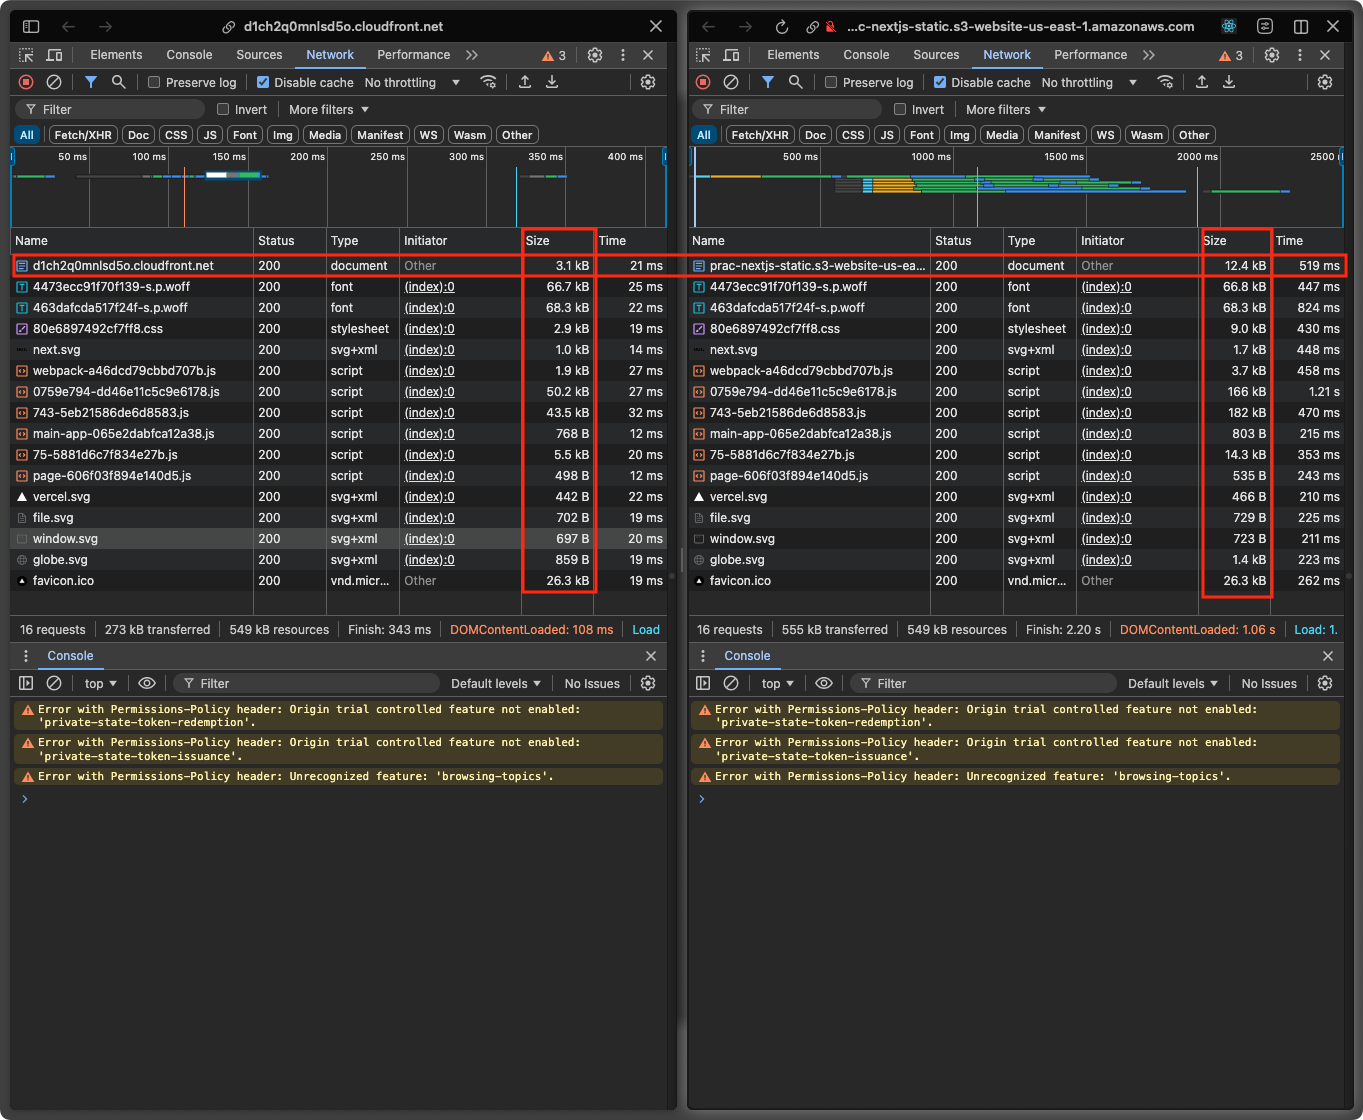 d1ch2q0mnlsd5o.cloudfront.net
Elements Console Sources Network Performance 3
Preserve log Disable cache No throttling
Filter Invert More filters
All Fetch/XHR Doc CSS JS Font Img Media Manifest WS Wasm Other
50 ms 100 ms 150 ms 200 ms 250 ms 300 ms 350 ms 400 ms
Name Status Type Initiator Size Time
d1ch2q0mnlsd5o.cloudfront.net 200 document Other 3.1 kB 21 ms
4473ecc91f70f139-s.p.woff 200 font (index):0 66.7 kB 25 ms
463dafcda517f24f-s.p.woff 200 font (index):0 68.3 kB 22 ms
80e6897492cf7ff8.css 200 stylesheet (index):0 2.9 kB 19 ms
next.svg 200 svg+xml (index):0 1.0 kB 14 ms
webpack-a46dcd79cbbd707b.js 200 script (index):0 1.9 kB 27 ms
0759e794-dd46e11c5c9e6178.js 200 script (index):0 50.2 kB 27 ms
743-5eb21586de6d8583.js 200 script (index):0 43.5 kB 32 ms
main-app-065e2dabfca12a38.js 200 script (index):0 768 B 12 ms
75-5881d6c7f834e27b.js 200 script (index):0 5.5 kB 20 ms
page-606f03f894e140d5.js 200 script (index):0 498 B 12 ms
vercel.svg 200 svg+xml (index):0 442 B 22 ms
file.svg 200 svg+xml (index):0 702 B 19 ms
window.svg 200 svg+xml (index):0 697 B 20 ms
globe.svg 200 svg+xml (index):0 859 B 19 ms
favicon.ico 200 vnd.micr... Other 26.3 kB 19 ms
16 requests 273 kB transferred 549 kB resources Finish: 343 ms DOMContentLoaded: 108 ms Load
Console
top Filter Default levels No Issues
Error with Permissions-Policy header: Origin trial controlled feature not enabled:
'private-state-token-redemption'.
Error with Permissions-Policy header: Origin trial controlled feature not enabled:
'private-state-token-issuance'.
Error with Permissions-Policy header: Unrecognized feature: 'browsing-topics'.
...c-nextjs-static.s3-website-us-east-1.amazonaws.com
Elements Console Sources Network Performance 3
Preserve log Disable cache No throttling
Filter Invert More filters
All Fetch/XHR Doc CSS JS Font Img Media Manifest WS Wasm Other
500 ms 1000 ms 1500 ms 2000 ms 2500
Name Status Type Initiator Size Time
prac-nextjs-static.s3-website-us-ea... 200 document Other 12.4 kB 519 ms
4473ecc91f70f139-s.p.woff 200 font (index):0 66.8 kB 447 ms
463dafcda517f24f-s.p.woff 200 font (index):0 68.3 kB 824 ms
80e6897492cf7ff8.css 200 stylesheet (index):0 9.0 kB 430 ms
next.svg 200 svg+xml (index):0 1.7 kB 448 ms
webpack-a46dcd79cbbd707b.js 200 script (index):0 3.7 kB 458 ms
0759e794-dd46e11c5c9e6178.js 200 script (index):0 166 kB 1.21 s
743-5eb21586de6d8583.js 200 script (index):0 182 kB 470 ms
main-app-065e2dabfca12a38.js 200 script (index):0 803 B 215 ms
75-5881d6c7f834e27b.js 200 script (index):0 14.3 kB 353 ms
page-606f03f894e140d5.js 200 script (index):0 535 B 243 ms
vercel.svg 200 svg+xml (index):0 466 B 210 ms
file.svg 200 svg+xml (index):0 729 B 225 ms
window.svg 200 svg+xml (index):0 723 B 211 ms
globe.svg 200 svg+xml (index):0 1.4 kB 223 ms
favicon.ico 200 vnd.micr... Other 26.3 kB 262 ms
16 requests 555 kB transferred 549 kB resources Finish: 2.20 s DOMContentLoaded: 1.06 s Load: 1.
Console
top Filter Default levels No Issues
Error with Permissions-Policy header: Origin trial controlled feature not enabled:
'private-state-token-redemption'.
Error with Permissions-Policy header: Origin trial controlled feature not enabled:
'private-state-token-issuance'.
Error with Permissions-Policy header: Unrecognized feature: 'browsing-topics'.